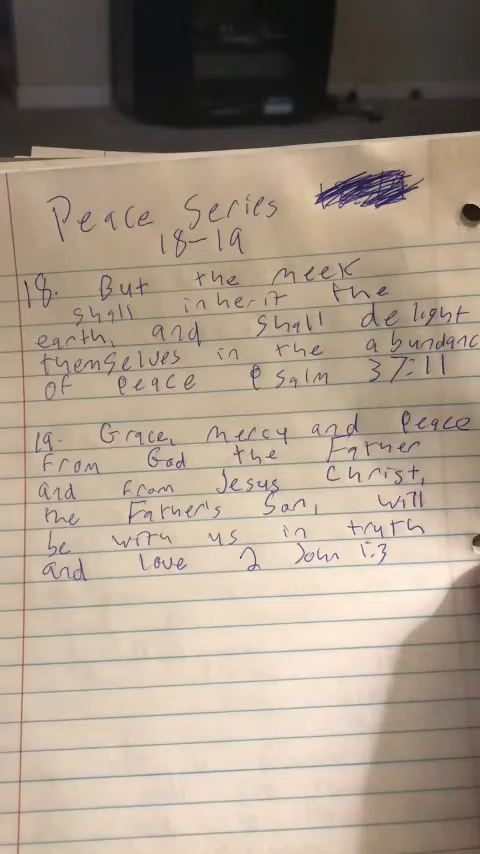 Peace Series
18-19
18. But the meek
shall inherit the
earth, and shall delight
themselves in the abundanc
of peace Psalm 37:11
19. Grace, mercy and Peace
from God the Father
and from Jesus Christ,
the Father's Son, will
be with us in truth
and love 2 John 1:3